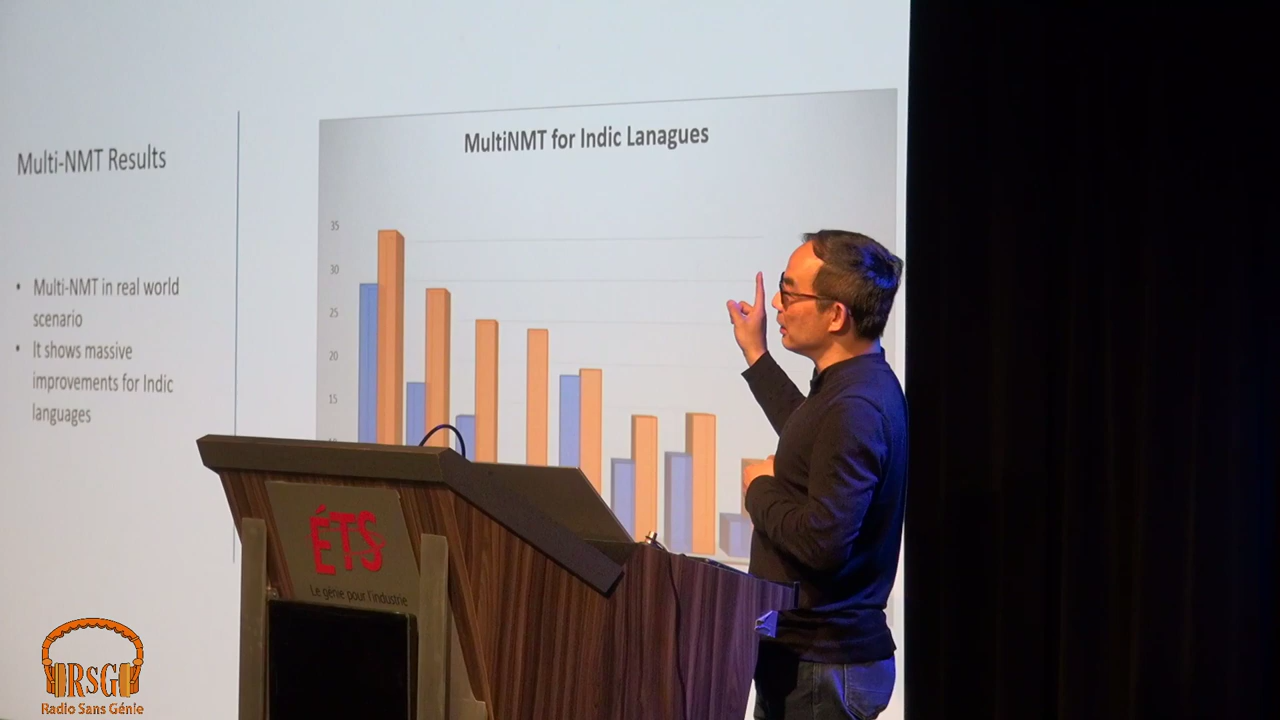 MultiNMT for Indic Lanagues
Multi-NMT Results
35
30
25
20
15
• Multi-NMT in real world
scenario
• It shows massive
improvements for Indic
languages
ÉTS
Le génie pour l'industrie
RSG
Radio Sans Génie